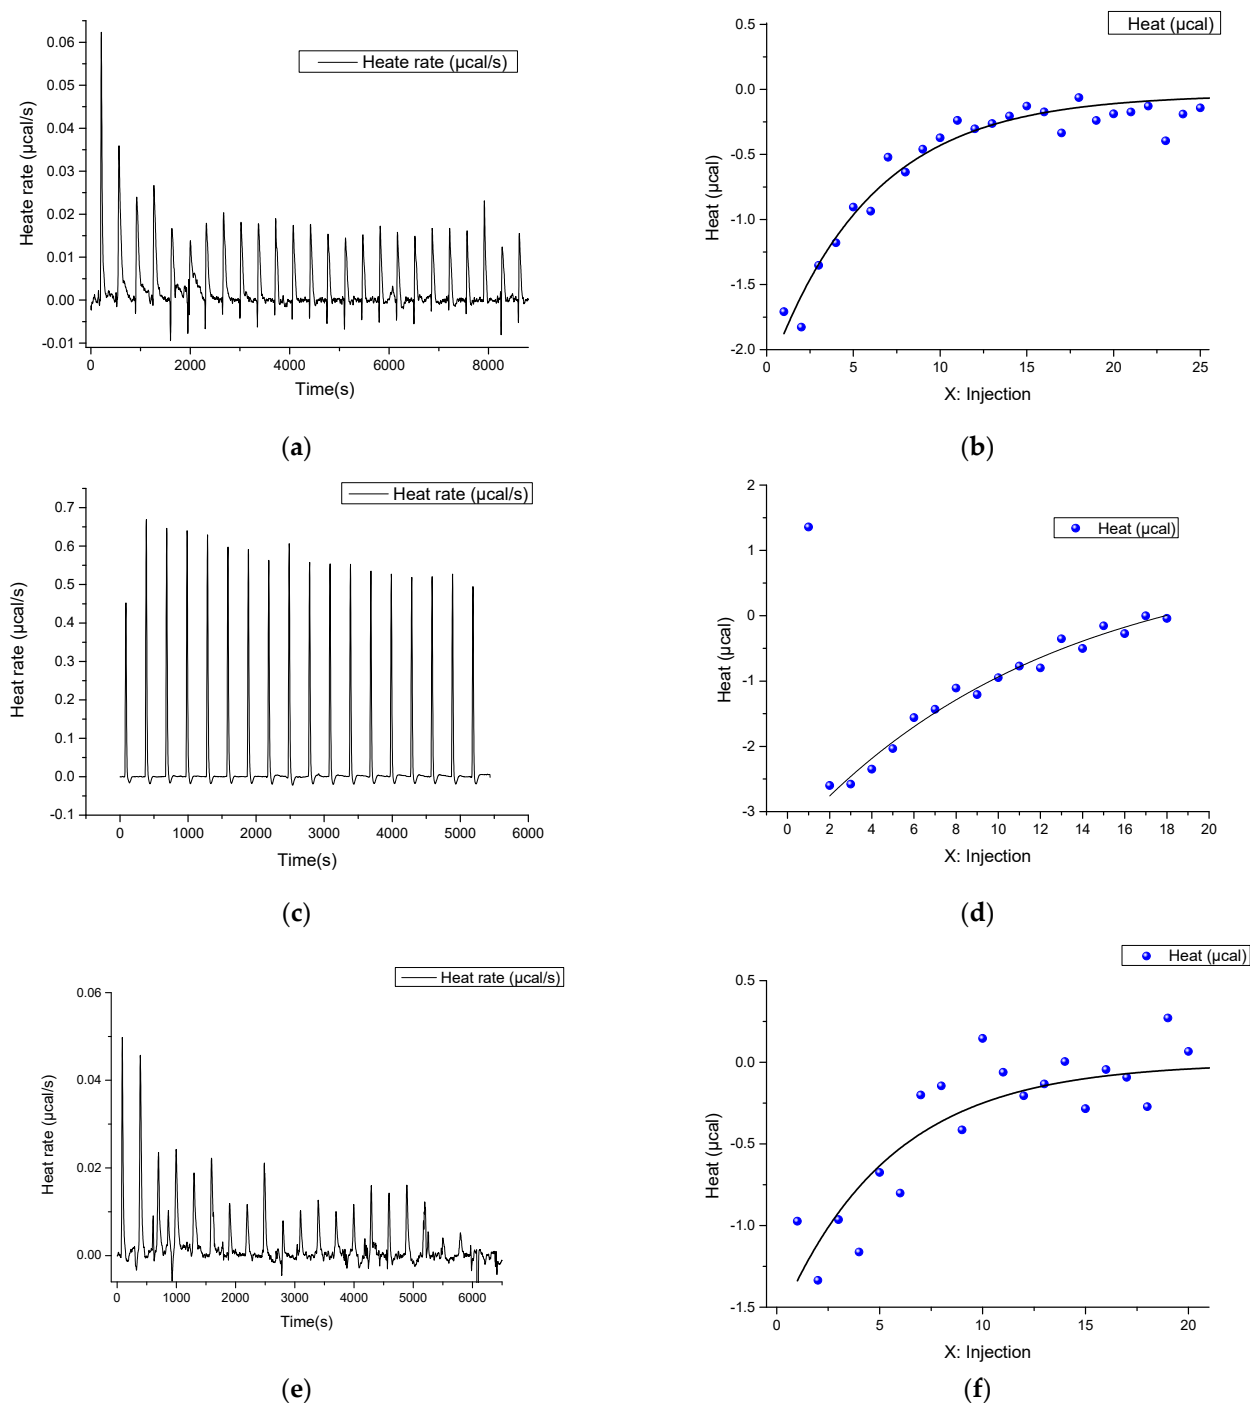 Heate rate (µcal/s)
0.06
0.05
0.04
0.03
0.02
0.01
0.00
-0.01
Heate rate (µcal/s)
0 2000 4000 6000 8000
Time(s)
(a)
Heat (µcal)
0.5
0.0
-0.5
-1.0
-1.5
-2.0
Heat (µcal)
0 5 10 15 20 25
X: Injection
(b)
Heat rate (µcal/s)
0.7
0.6
0.5
0.4
0.3
0.2
0.1
0.0
-0.1
Heat rate (µcal/s)
0 1000 2000 3000 4000 5000 6000
Time(s)
(c)
2
1
0
-1
-2
-3
Heat (µcal)
Heat (µcal)
0 2 4 6 8 10 12 14 16 18 20
X: Injection
(d)
Heat rate (µcal/s)
0.06
0.04
0.02
0.00
Heat rate (µcal/s)
0 1000 2000 3000 4000 5000 6000
Time(s)
(e)
Heat (µcal)
0.5
0.0
-0.5
-1.0
-1.5
Heat (µcal)
0 5 10 15 20
X: Injection
(f)